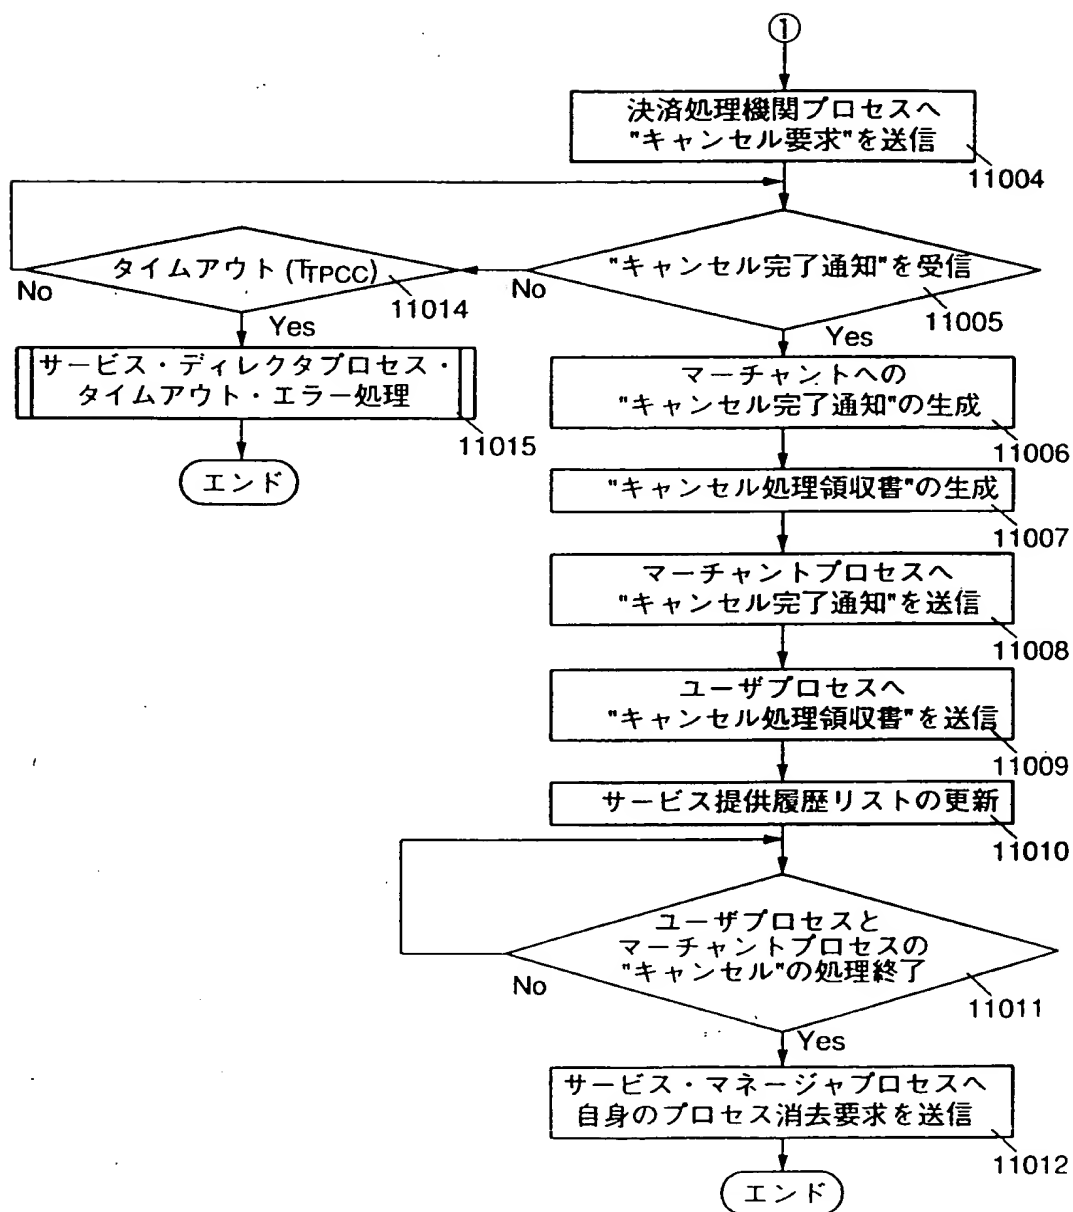 ①
決済処理機関プロセスへ
"キャンセル要求"を送信
11004
タイムアウト(TTPCC)
No
11014
Yes
"キャンセル完了通知"を受信
No
11005
Yes
サービス・ディレクタプロセス・
タイムアウト・エラー処理
11015
エンド
マーチャントへの
"キャンセル完了通知"の生成
11006
"キャンセル処理領収書"の生成
11007
マーチャントプロセスへ
"キャンセル完了通知"を送信
11008
ユーザプロセスへ
"キャンセル処理領収書"を送信
11009
サービス提供履歴リストの更新
11010
ユーザプロセスと
マーチャントプロセスの
"キャンセル"の処理終了
No
11011
Yes
サービス・マネージャプロセスへ
自身のプロセス消去要求を送信
11012
エンド